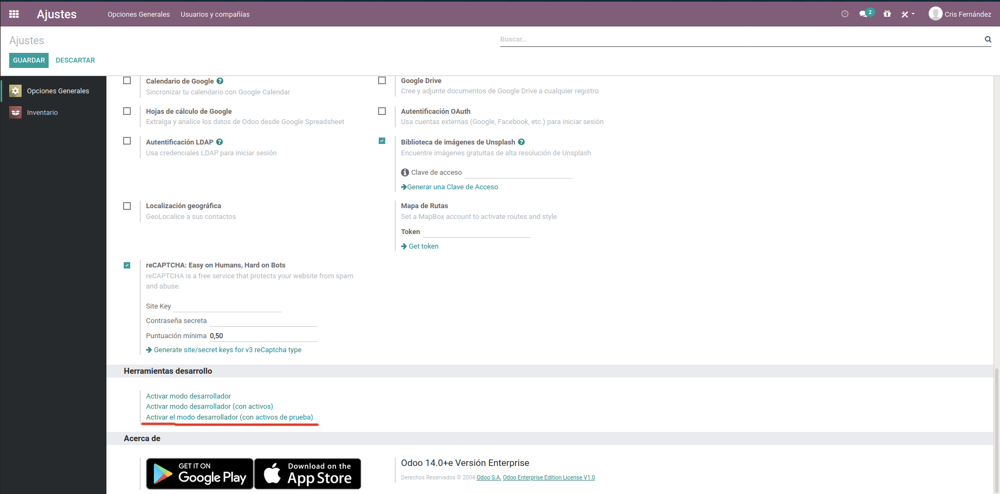 Ajustes
Opciones Generales
Usuarios y compañías
2
Cris Fernández
Ajustes
Buscar...
GUARDAR
DESCARTAR
Opciones Generales
Inventario
Calendario de Google
Sincronizar tu calendario con Google Calendar
Google Drive
Cree y adjunte documentos de Google Drive a cualquier registro
Hojas de cálculo de Google
Extraiga y analice los datos de Odoo desde Google Spreadsheet
Autentificación OAuth
Usa cuentas externas (Google, Facebook, etc.) para iniciar sesión
Autentificación LDAP
Usa credenciales LDAP para iniciar sesión
Biblioteca de imágenes de Unsplash
Encuentre imágenes gratuitas de alta resolución de Unsplash
Clave de acceso
Generar una Clave de Acceso
Localización geográfica
GeoLocalice a sus contactos
Mapa de Rutas
Set a MapBox account to activate routes and style
Token
Get token
reCAPTCHA: Easy on Humans, Hard on Bots
reCAPTCHA is a free service that protects your website from spam
and abuse.
Site Key
Contraseña secreta
Puntuación mínima 0,50
Generate site/secret keys for v3 reCaptcha type
Herramientas desarrollo
Activar modo desarrollador
Activar modo desarrollador (con activos)
Activar el modo desarrollador (con activos de prueba)
Acerca de
GET IT ON
Google Play
Download on the
App Store
Odoo 14.0+e Versión Enterprise
Derechos Reservados © 2004 Odoo S.A. Odoo Enterprise Edition License V1.0